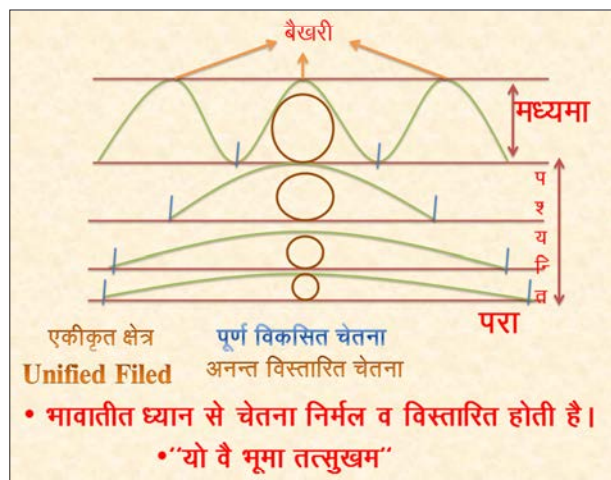 बैखरी
मध्यमा
प
श्
य
न्ि
त
परा
एकीकृत क्षेत्र
पूर्ण विकसित चेतना
Unified Filed
अनन्त विस्तारित चेतना
• भावातीत ध्यान से चेतना निर्मल व विस्तारित होती है।
•"यो वै भूमा तत्सुखम"